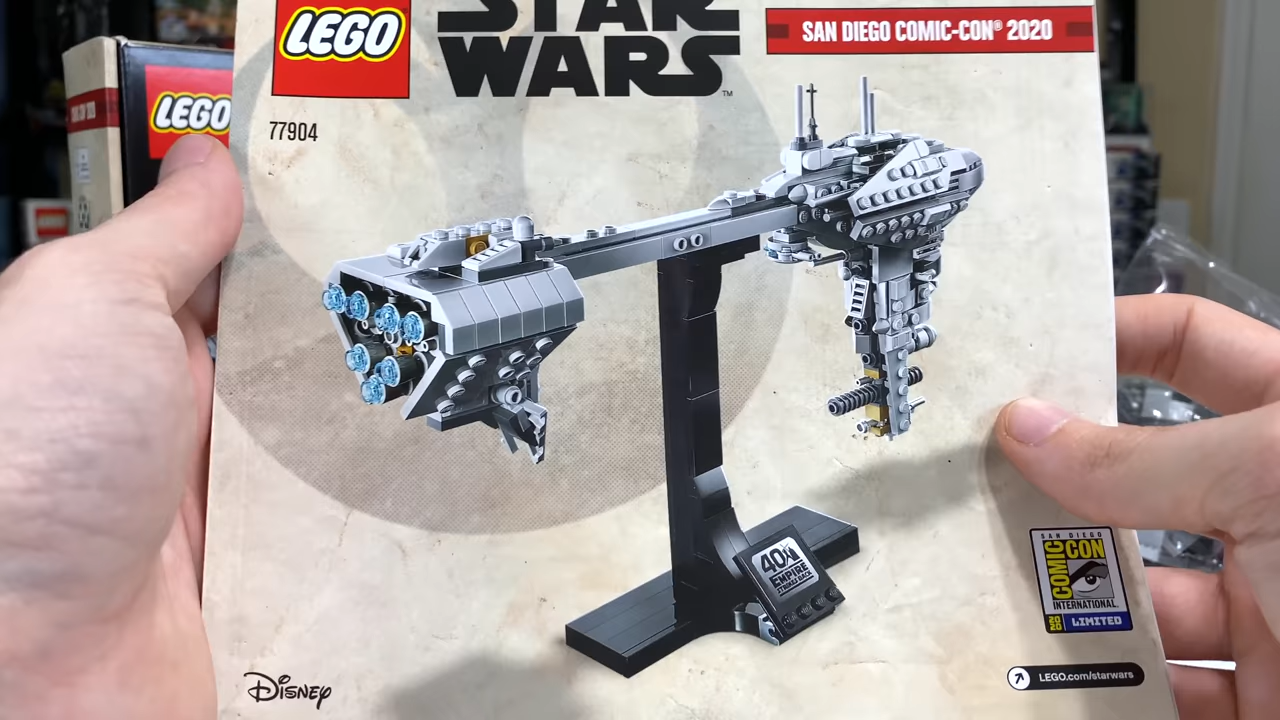 LEGO
STAR
WARS™
SAN DIEGO COMIC-CON® 2020
LEGO
77904
40
EMPIRE
STRIKES BACK
SAN DIEGO
COMIC
CON
INTERNATIONAL
2020
LIMITED
DISNEY
LEGO.com/starwars